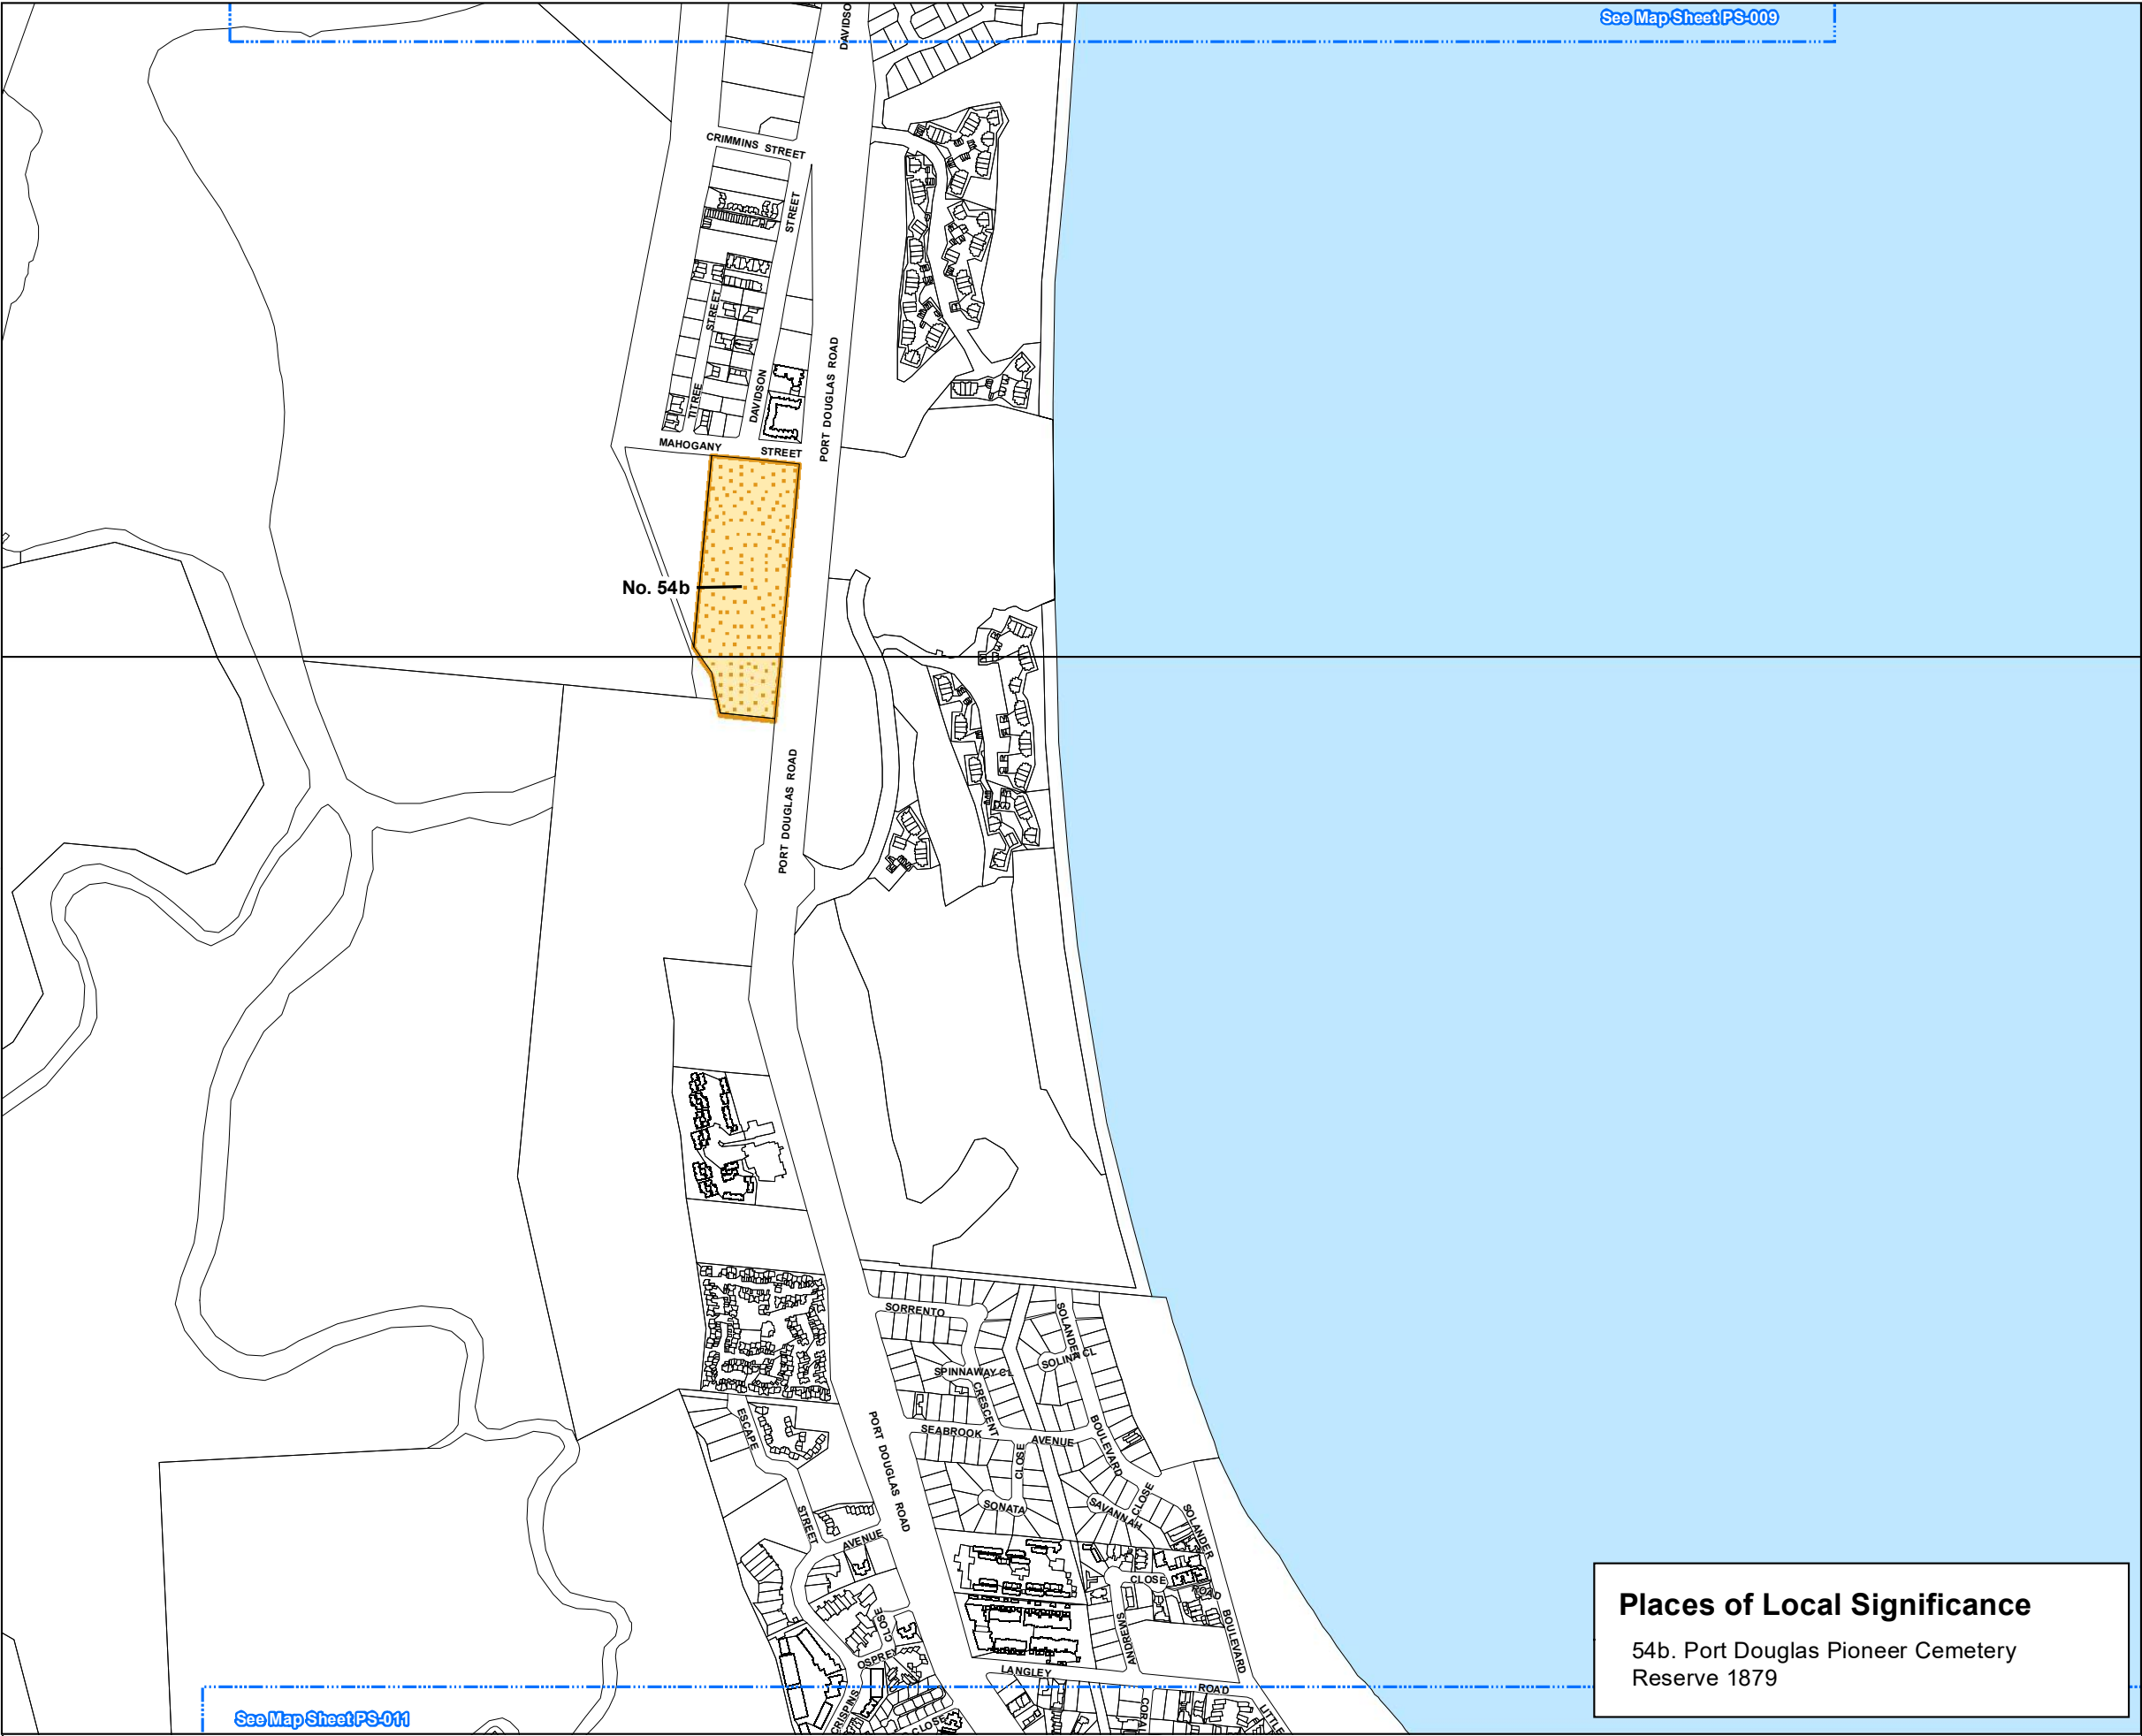 See Map Sheet PS-009
DAVIDSO
CRIMMINS STREET
STREET
STREET
TITREE
DAVIDSON
PORT DOUGLAS ROAD
MAHOGANY
STREET
No. 54b
PORT DOUGLAS ROAD
SORRENTO
SOLANDER
SOLINA CL
SPINNAWAY CL
CRESCENT
ESCAPE
PORT DOUGLAS ROAD
SEABROOK
AVENUE
BOULEVARD
CLOSE
SONATA
SAVANNAH
CLOSE
SOLANDER
STREET
AVENUE
CLOSE
ROAD
BOULEVARD
ANDREWS
CLOSE
OSPREY
LANGLEY
ROAD
CRISPINS
CLOSE
CORAL
LITTLE
See Map Sheet PS-011
Places of Local Significance
54b. Port Douglas Pioneer Cemetery
Reserve 1879